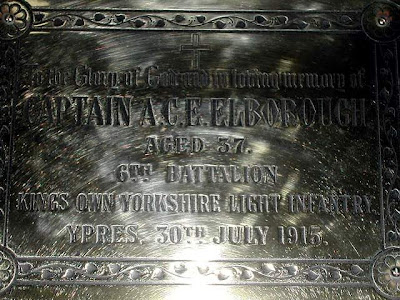 To the Glory of God and in loving memory of
CAPTAIN A.C.E. ELBOROUGH
AGED 37.
6TH BATTALION
KINGS OWN YORKSHIRE LIGHT INFANTRY.
YPRES. 30TH JULY 1915.